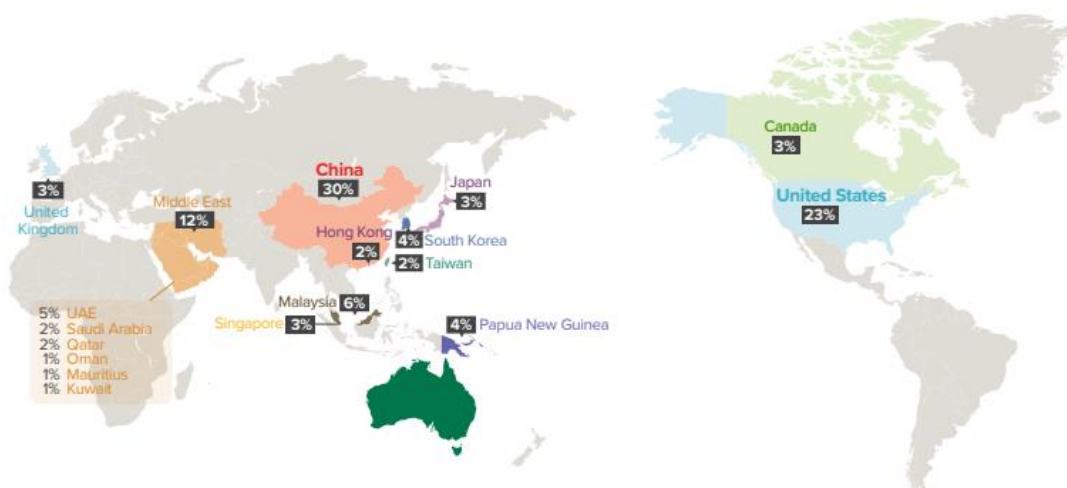 Canada
3%
United States
23%
China
30%
Japan
3%
3%
United
Kingdom
Middle East
12%
Hong Kong
2%
4% South Korea
2% Taiwan
Malaysia 6%
Singapore 3%
4%
Papua New Guinea
5% UAE
2% Saudi Arabia
2% Qatar
1% Oman
1% Mauritius
1% Kuwait